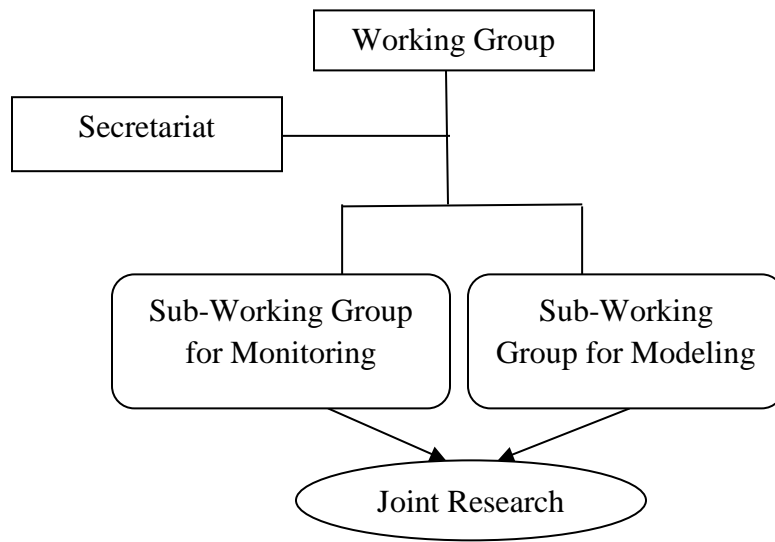 Working Group
Secretariat
Sub-Working Group
for Monitoring
Sub-Working
Group for Modeling
Joint Research